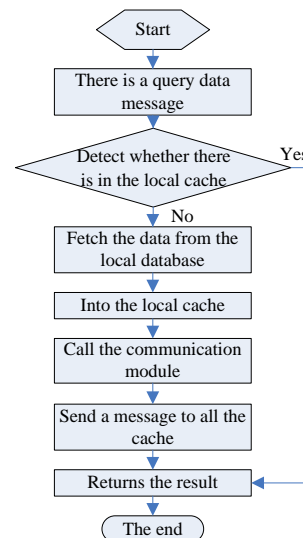 Start
There is a query data
message
Detect whether there
is in the local cache
Yes
No
Fetch the data from the
local database
Into the local cache
Call the communication
module
Send a message to all the
cache
Returns the result
The end